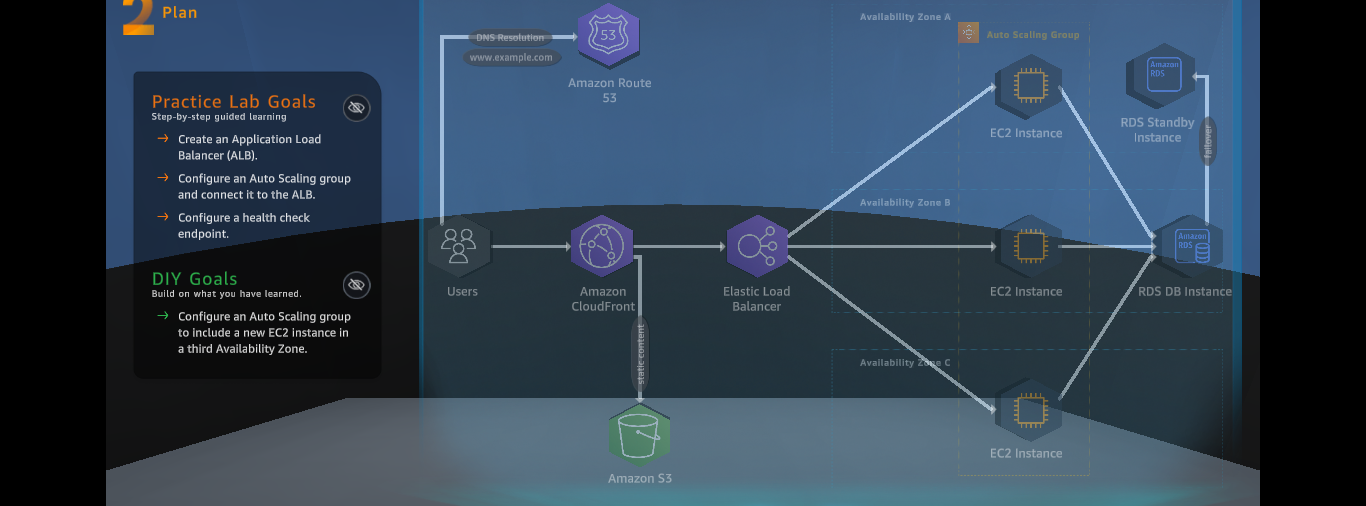 2
Plan
Practice Lab Goals
Step-by-step guided learning
Create an Application Load
Balancer (ALB).
Configure an Auto Scaling group
and connect it to the ALB.
Configure a health check
endpoint.
DIY Goals
Build on what you have learned.
Configure an Auto Scaling group
to include a new EC2 instance in
a third Availability Zone.
DNS Resolution
www.example.com
53
Amazon Route
53
Users
Amazon
CloudFront
static content
Amazon S3
Elastic Load
Balancer
Availability Zone A
Auto Scaling Group
EC2 Instance
Amazon
RDS
RDS Standby
Instance
failover
Availability Zone B
EC2 Instance
Amazon
RDS
RDS DB Instance
Availability Zone C
EC2 Instance